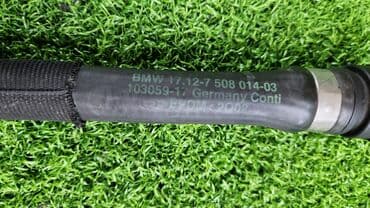 BMW 17.12-7 508 014-03
103059-17 Germany Conti